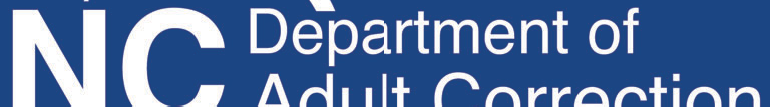 NC Department of
Adult Correction